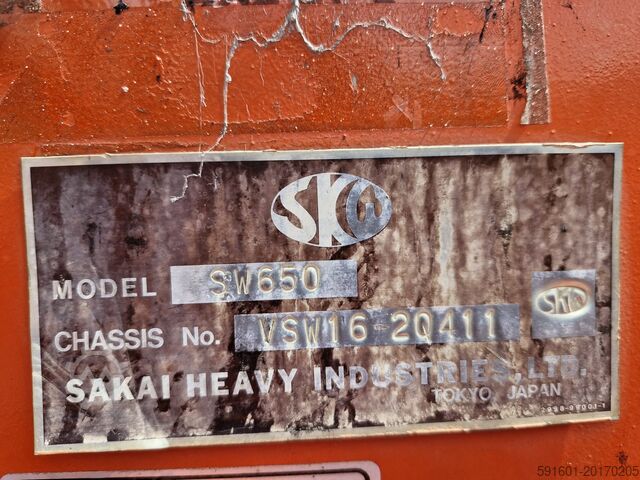 SKW
MODEL SW650
SKW
CHASSIS No. VSW16 20411
SAKAI HEAVY INDUSTRIES, LTD.
TOKYO, JAPAN
591601-20170205